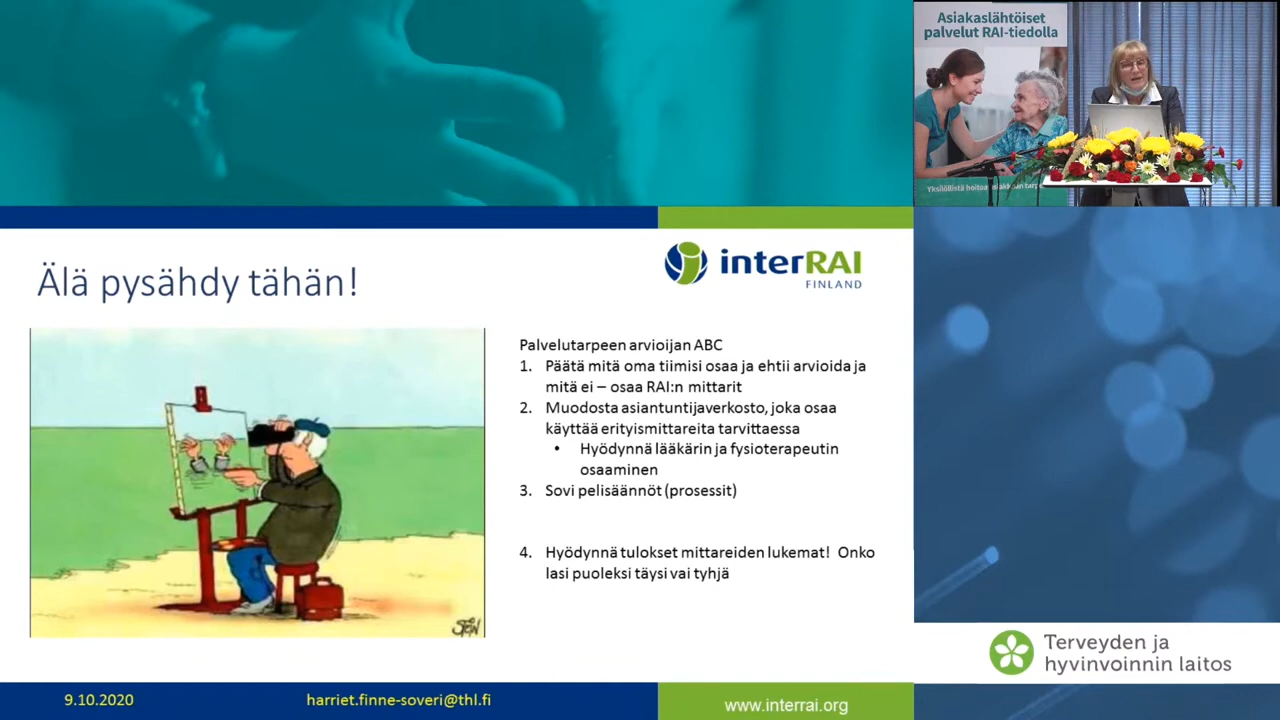 Asiakaslähtöiset
palvelut RAI-tiedolla
Yksilöllistä hoitoa
Älä pysähdy tähän!
interRAI
FINLAND
Palvelutarpeen arvioijan ABC
1. Päätä mitä oma tiimisi osaa ja ehtii arvioida ja
mitä ei – osaa RAI:n mittarit
2. Muodosta asiantuntijaverkosto, joka osaa
käyttää erityismittareita tarvittaessa
• Hyödynnä lääkärin ja fysioterapeutin
osaaminen
3. Sovi pelisäännöt (prosessit)
4. Hyödynnä tulokset mittareiden lukemat! Onko
lasi puoleksi täysi vai tyhjä
Terveyden ja
hyvinvoinnin laitos
9.10.2020
harriet.finne-soveri@thl.fi
www.interrai.org